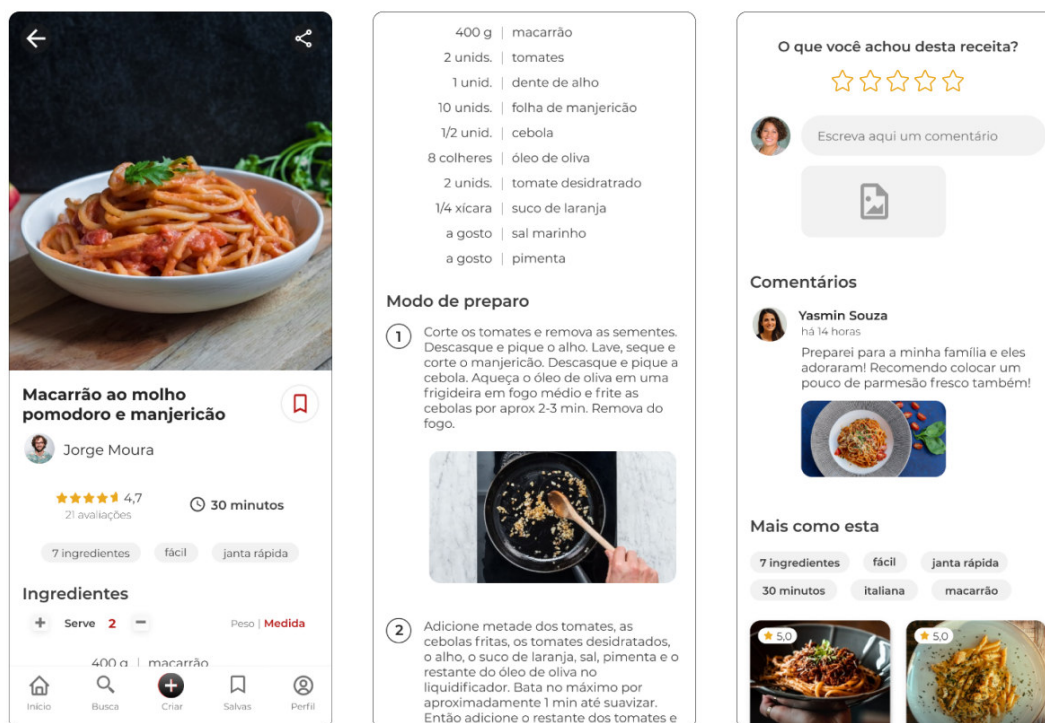 Macarrão ao molho
pomodoro e manjericão
Jorge Moura
4,7
21 avaliações
30 minutos
7 ingredientes
fácil
janta rápida
Ingredientes
+ Serve 2 −
Peso | Medida
400 g | macarrão
Início
Busca
Criar
Salvas
Perfil
400 g | macarrão
2 unids. | tomates
1 unid. | dente de alho
10 unids. | folha de manjericão
1/2 unid. | cebola
8 colheres | óleo de oliva
2 unids. | tomate desidratrado
1/4 xícara | suco de laranja
a gosto | sal marinho
a gosto | pimenta
Modo de preparo
1
Corte os tomates e remova as sementes.
Descasque e pique o alho. Lave, seque e
corte o manjericão. Descasque e pique a
cebola. Aqueça o óleo de oliva em uma
frigideira em fogo médio e frite as
cebolas por aprox 2-3 min. Remova do
fogo.
2
Adicione metade dos tomates, as
cebolas fritas, os tomates desidratados,
o alho, o suco de laranja, sal, pimenta e o
restante do óleo de oliva no
liquidificador. Bata no máximo por
aproximadamente 1 min até suavizar.
Então adicione o restante dos tomates e
O que você achou desta receita?
Escreva aqui um comentário
Comentários
Yasmin Souza
há 14 horas
Preparei para a minha família e eles
adoraram! Recomendo colocar um
pouco de parmesão fresco também!
Mais como esta
7 ingredientes
fácil
janta rápida
30 minutos
italiana
macarrão
5,0
5,0